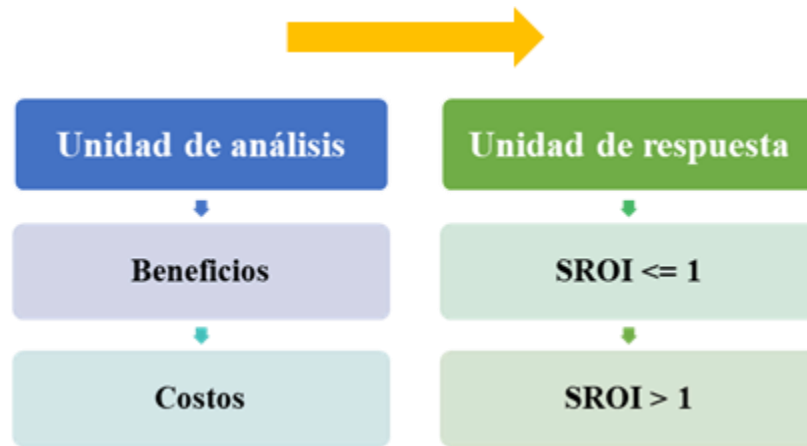 Unidad de análisis
Beneficios
Costos
Unidad de respuesta
SROI <= 1
SROI > 1